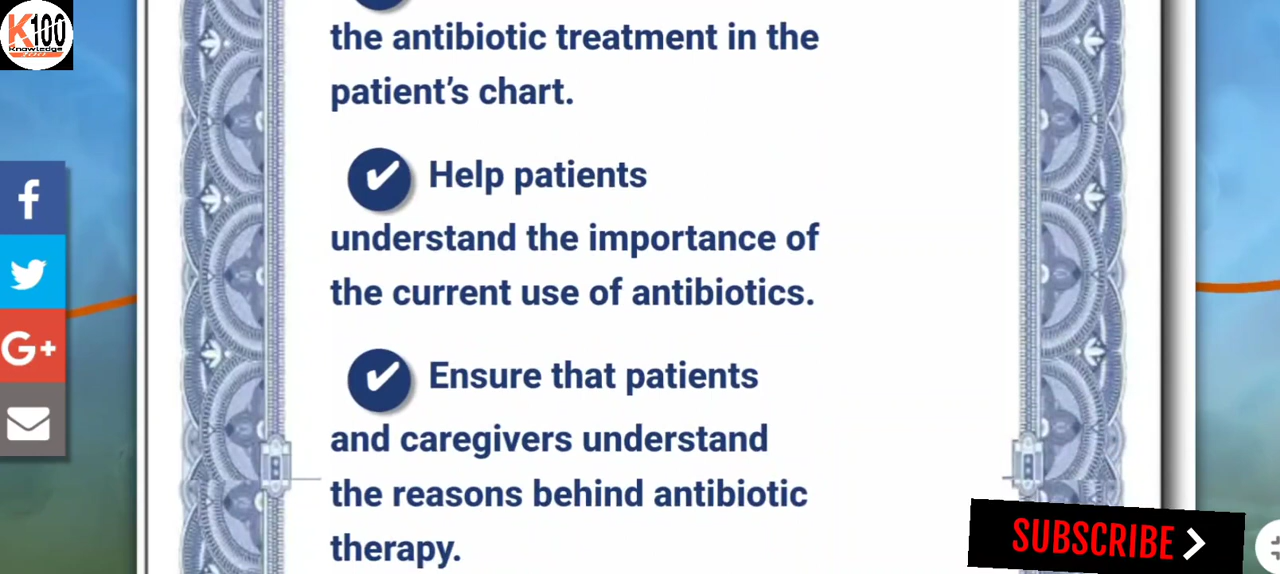 K100
Knowledge
the antibiotic treatment in the
patient’s chart.
Help patients
understand the importance of
the current use of antibiotics.
Ensure that patients
and caregivers understand
the reasons behind antibiotic
therapy.
f
G+
SUBSCRIBE